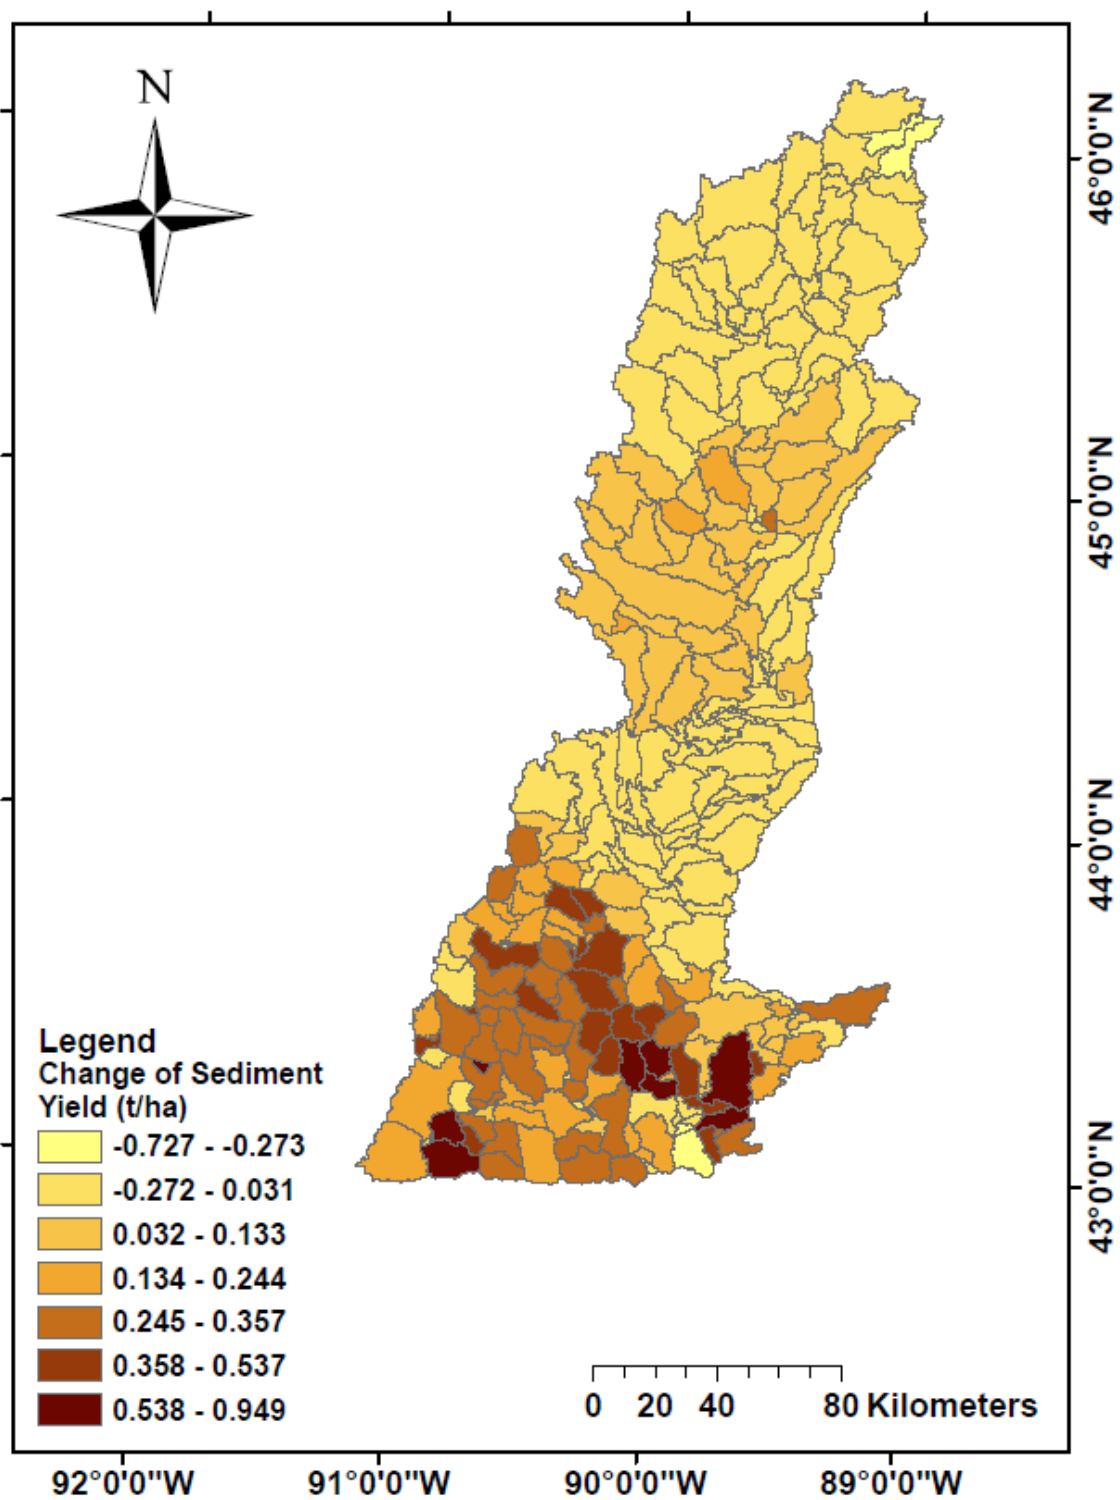 N
46°0'0"N
45°0'0"N
44°0'0"N
43°0'0"N
Legend
Change of Sediment
Yield (t/ha)
-0.727 - -0.273
-0.272 - 0.031
0.032 - 0.133
0.134 - 0.244
0.245 - 0.357
0.358 - 0.537
0.538 - 0.949
0 20 40 80 Kilometers
92°0'0"W 91°0'0"W 90°0'0"W 89°0'0"W